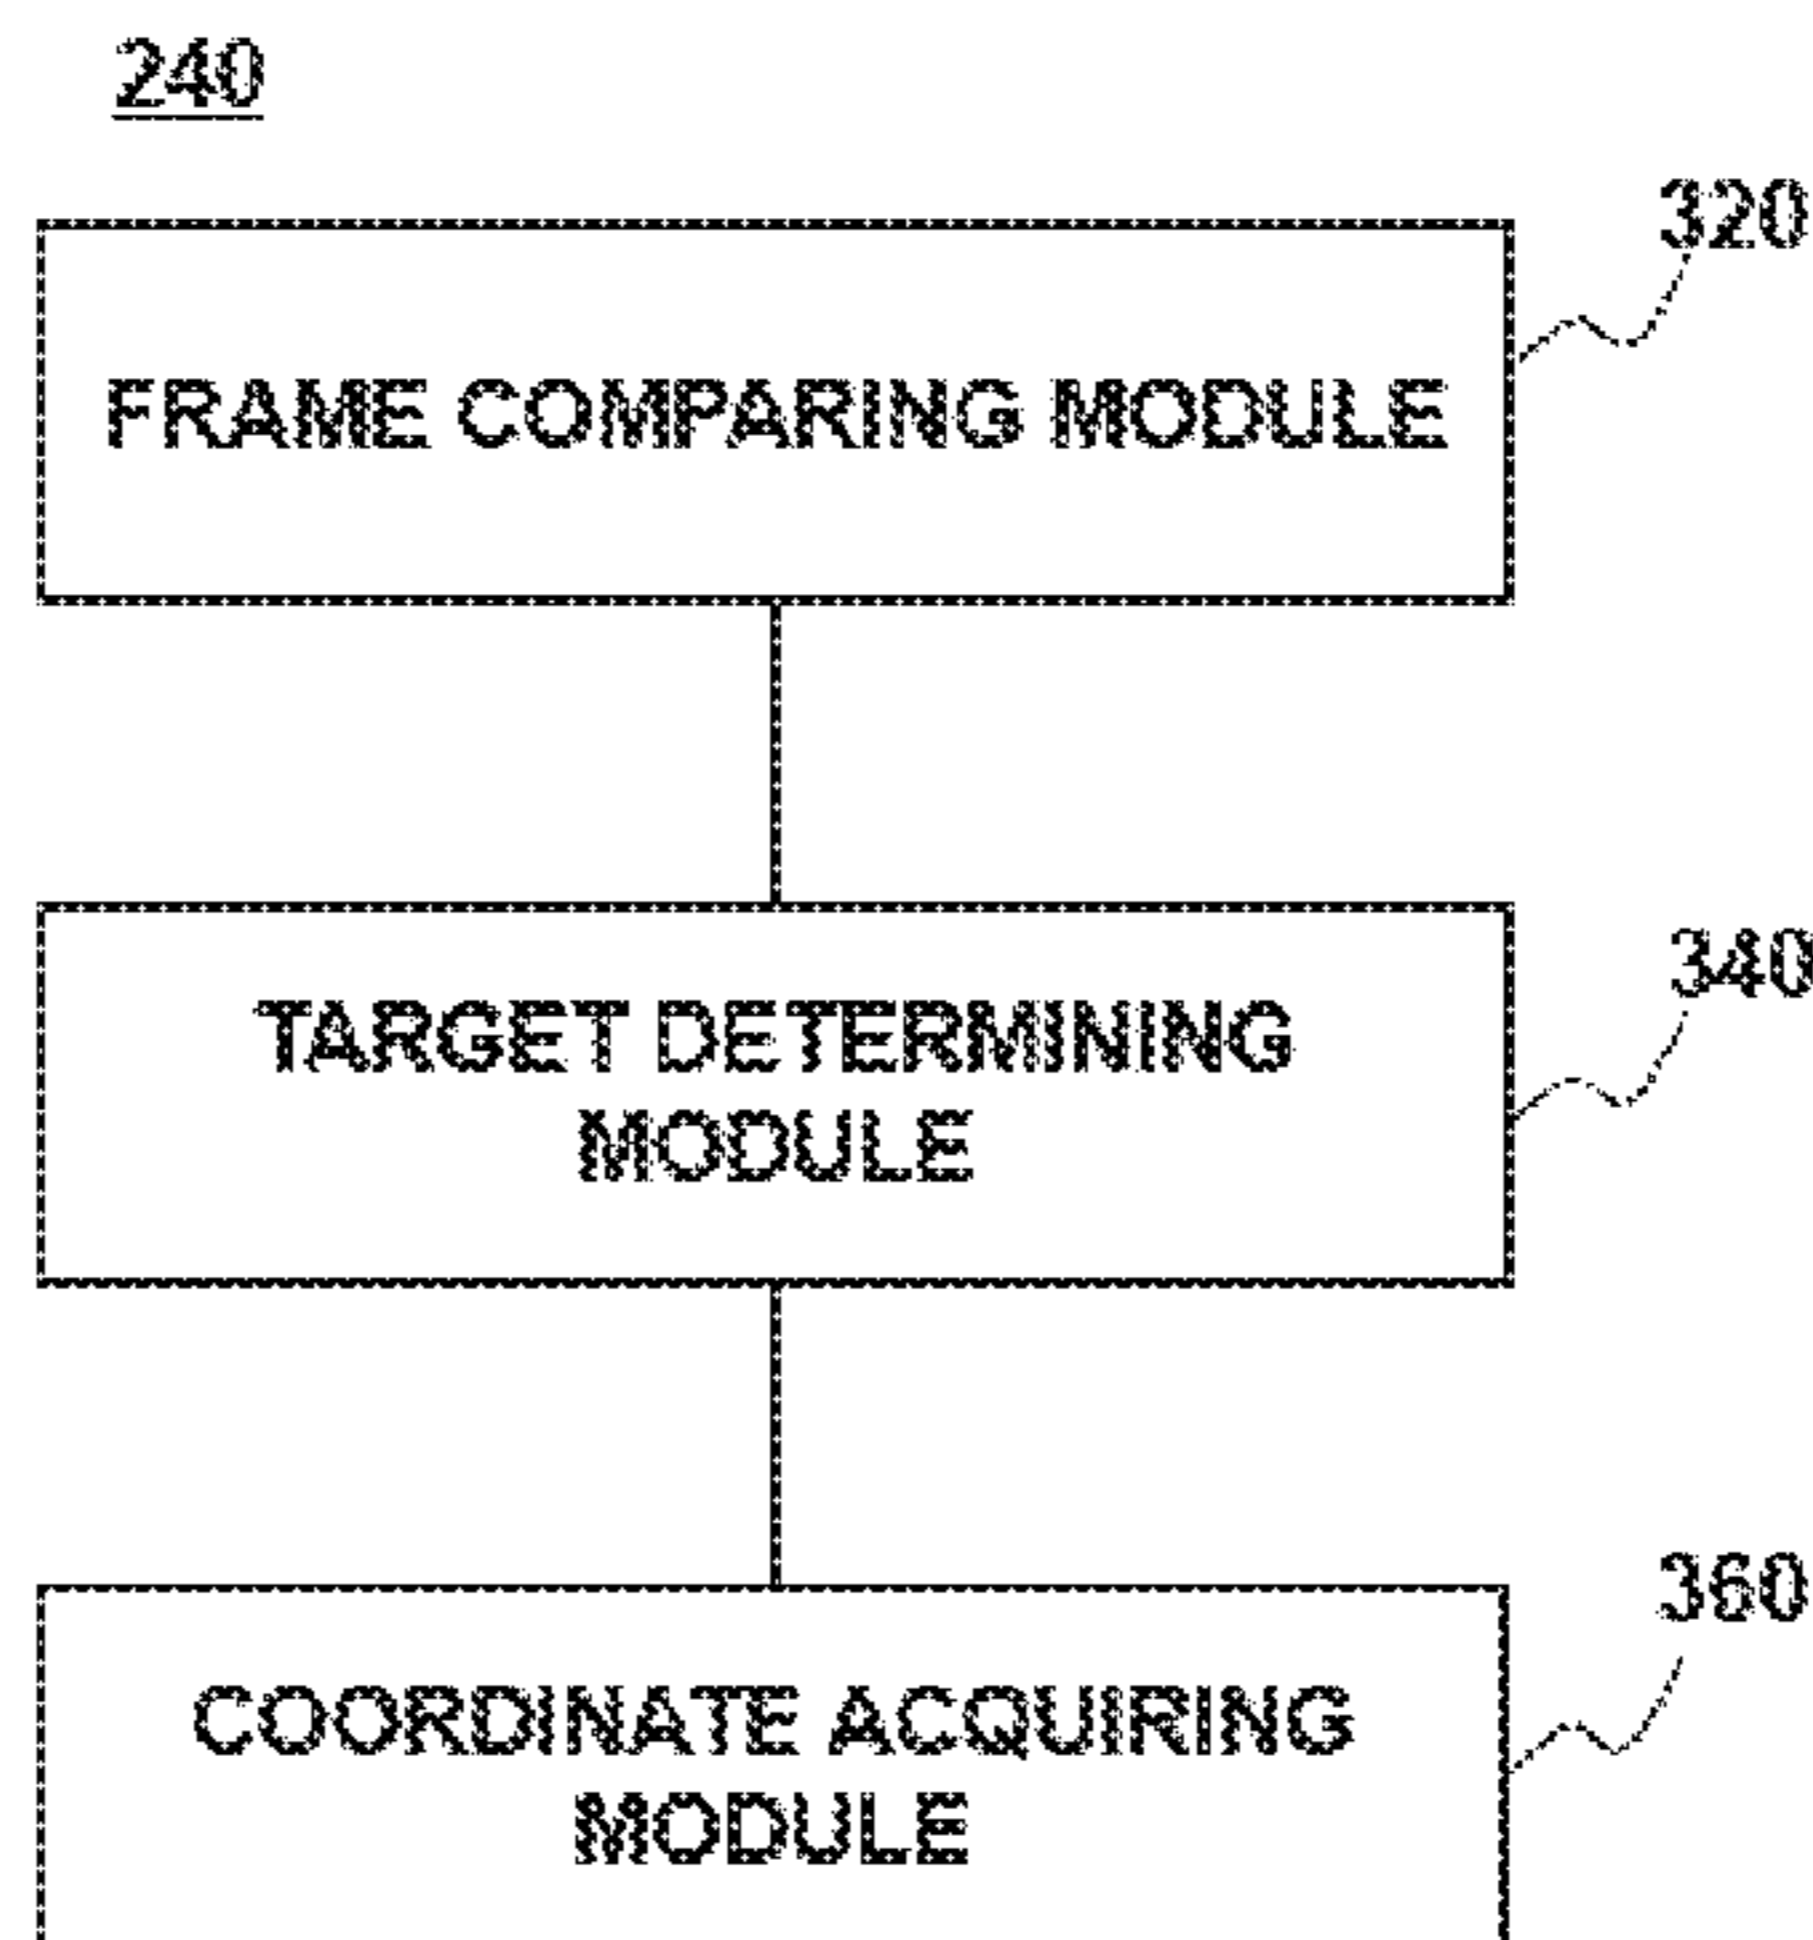 240
320
FRAME COMPARING MODULE
340
TARGET DETERMINING
MODULE
360
COORDINATE ACQUIRING
MODULE